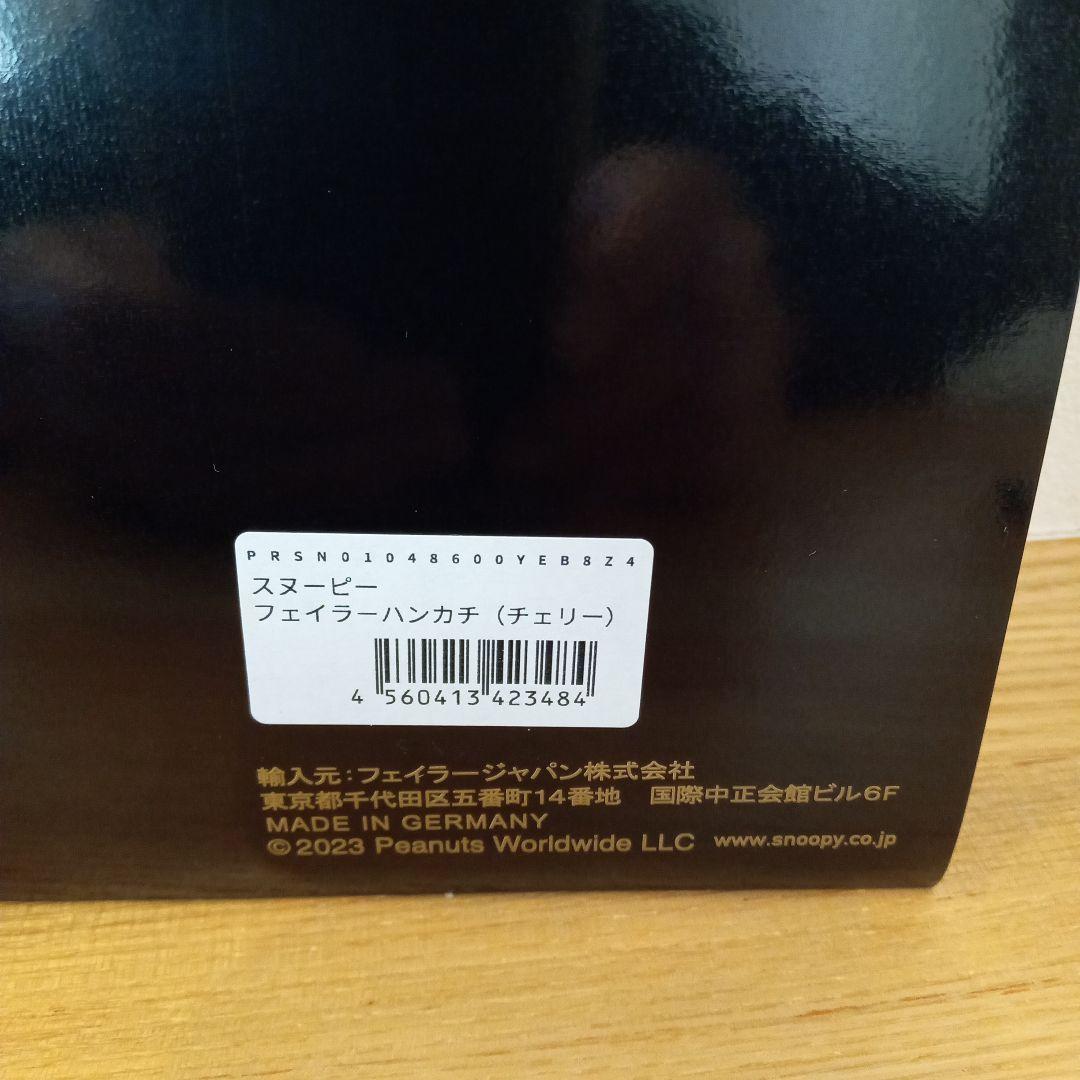 PRSN01048600YEB8Z4
スヌーピー
フェイラーハンカチ（チェリー）
4 560413 423484
輸入元：フェイラージャパン株式会社
東京都千代田区五番町14番地　国際中正会館ビル6F
MADE IN GERMANY
© 2023 Peanuts Worldwide LLC www.snoopy.co.jp